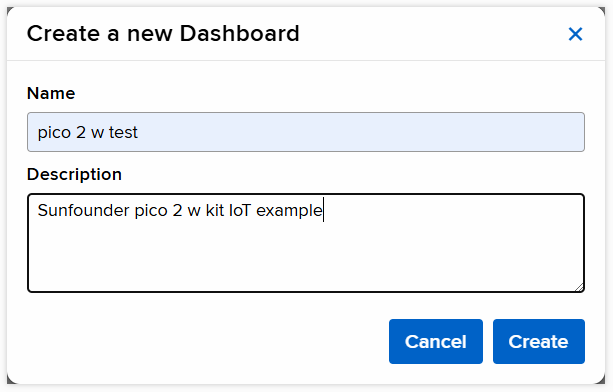 Create a new Dashboard
Name
pico 2 w test
Description
Sunfounder pico 2 w kit IoT example
Cancel
Create